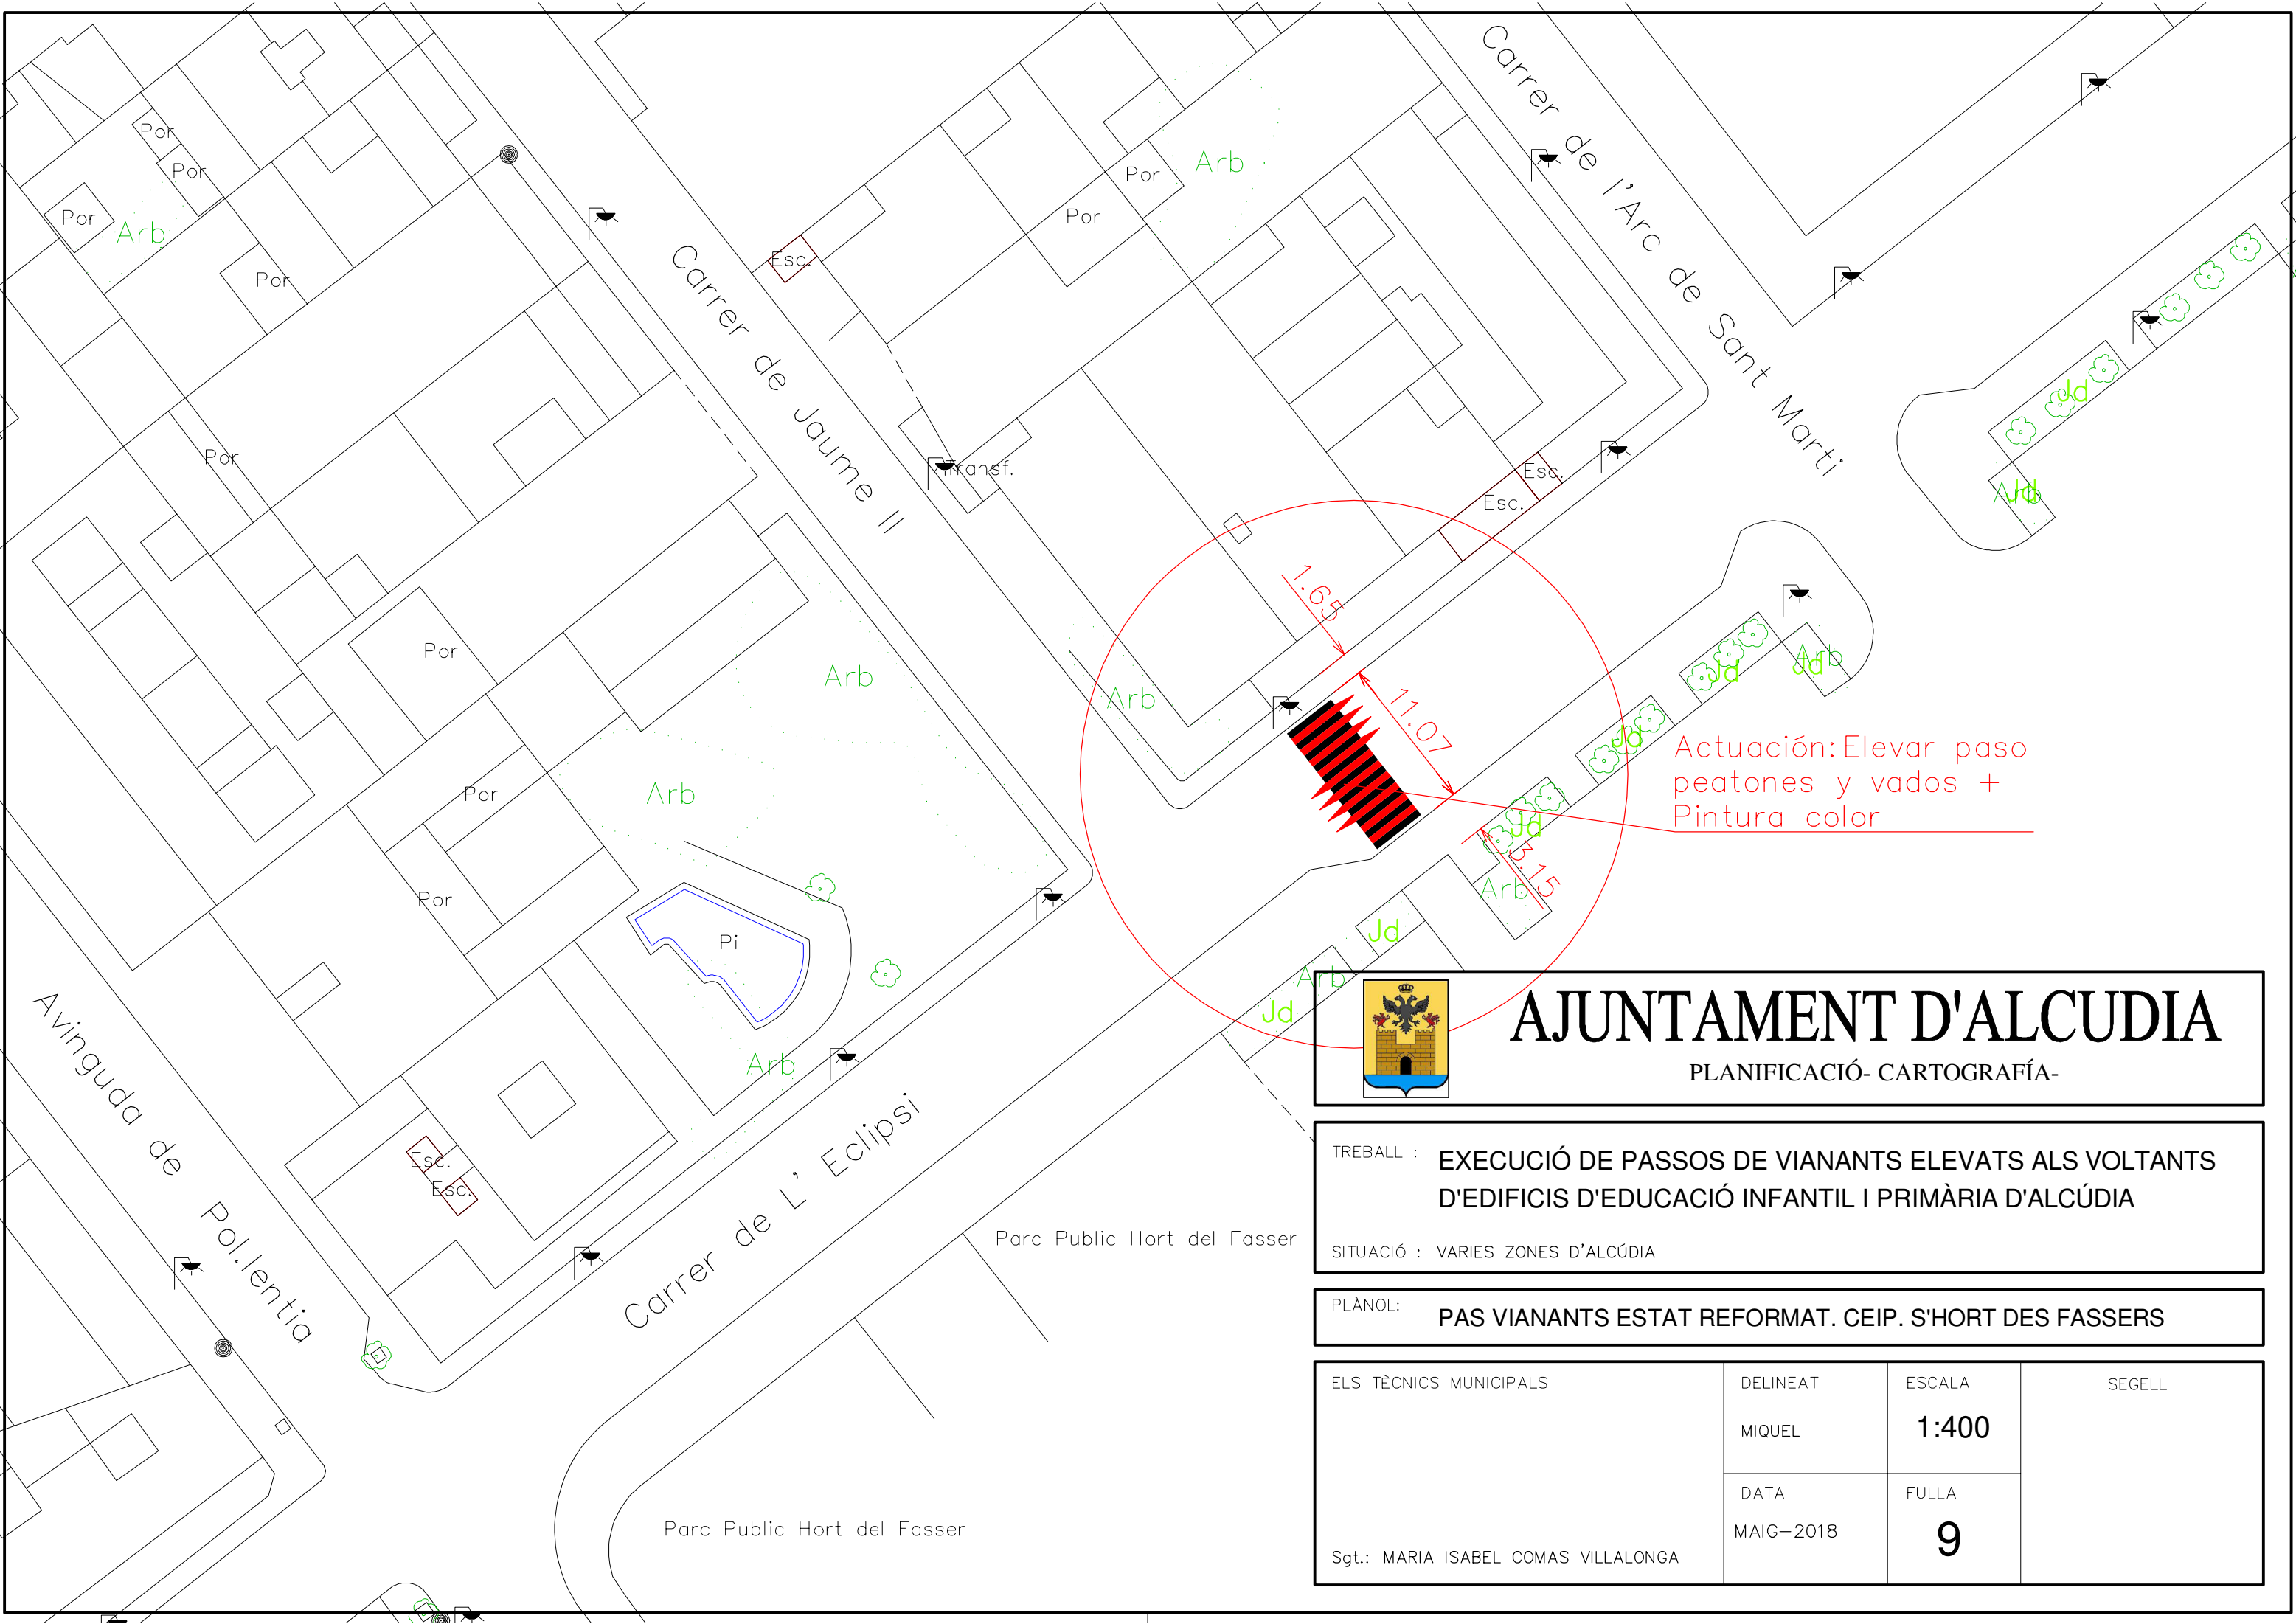 Carrer de l'Arc de Sant Marti
Por
Por
Por
Arb
Por
Arb
Por
Por
Esc.
Carrer de Jaume II
Por
Transf.
Esc.
Esc.
Jd
Arb
Jd
1.65
11.07
3.15
Por
Arb
Arb
Arb
Por
Por
Pi
Arb
Jd
Arb
Jd
Jd
Jd
Arb
Jd
Arb
Jd
Actuación: Elevar paso
peatones y vados +
Pintura color
Avinguda de Pol.lentia
Esc.
Esc.
Carrer de L' Eclipsi
Parc Public Hort del Fasser
Parc Public Hort del Fasser
AJUNTAMENT D'ALCUDIA
PLANIFICACIÓ- CARTOGRAFÍA-
TREBALL : EXECUCIÓ DE PASSOS DE VIANANTS ELEVATS ALS VOLTANTS
D'EDIFICIS D'EDUCACIÓ INFANTIL I PRIMÀRIA D'ALCÚDIA
SITUACIÓ : VARIES ZONES D'ALCÚDIA
PLÀNOL: PAS VIANANTS ESTAT REFORMAT. CEIP. S'HORT DES FASSERS
ELS TÈCNICS MUNICIPALS
Sgt.: MARIA ISABEL COMAS VILLALONGA
DELINEAT
MIQUEL
ESCALA
1:400
DATA
MAIG-2018
FULLA
9
SEGELL